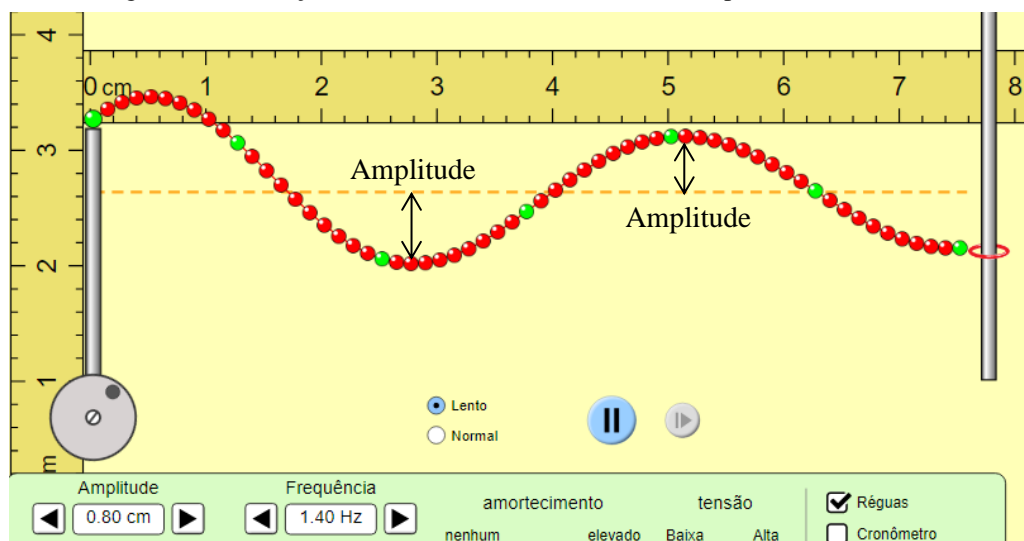 4
0 cm 1 2 3 4 5 6 7 8
3
Amplitude
Amplitude
2
1
Lento
Normal
m
Amplitude
Frequência
amortecimento
tensão
Réguas
0.80 cm
1.40 Hz
nenhum
elevado
Baixa
Alta
Cronômetro